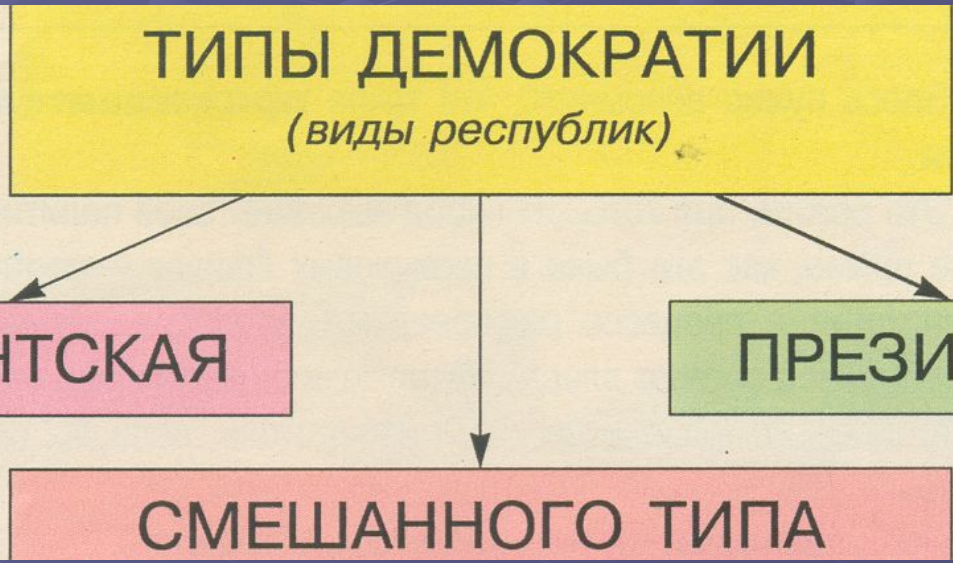 ТИПЫ ДЕМОКРАТИИ
(виды республик)
НТСКАЯ
ПРЕЗИ
СМЕШАННОГО ТИПА